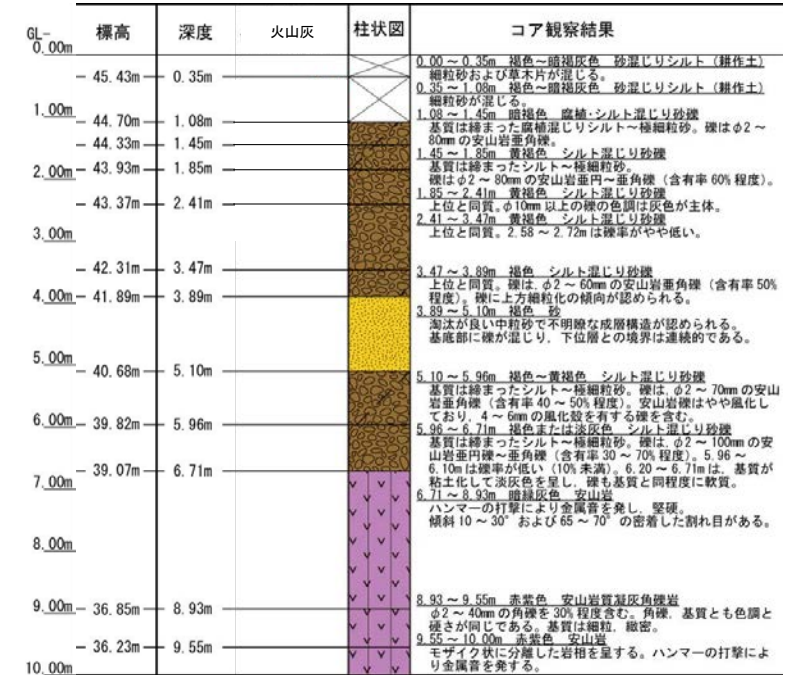 標高 深度 火山灰 柱状図 コア観察結果
GL-
0.00m
0.00～0.35m 褐色～暗褐灰色 砂混じりシルト（耕作土）
細粒砂および草木片が混じる。
45.43m 0.35m
0.35～1.08m 褐色～暗褐灰色 砂混じりシルト（耕作土）
細粒砂が混じる。
1.00m
44.70m 1.08m
1.08～1.45m 暗褐色 腐植・シルト混じり砂礫
基質は締まった腐植混じりシルト～極細粒砂。礫はφ2～
80mmの安山岩亜角礫。
44.33m 1.45m
1.45～1.85m 黄褐色 シルト混じり砂礫
基質は締まったシルト～極細粒砂。
礫はφ2～80mmの安山岩亜円～亜角礫（含有率60%程度）。
43.93m 1.85m
2.00m
1.85～2.41m 黄褐色 シルト混じり砂礫
上位と同質。φ10mm以上の礫の色調は灰色が主体。
43.37m 2.41m
2.41～3.47m 黄褐色 シルト混じり砂礫
上位と同質。2.58～2.72mは礫率がやや低い。
3.00m
42.31m 3.47m
3.47～3.89m 褐色 シルト混じり砂礫
上位と同質。礫は、φ2～60mmの安山岩亜角礫（含有率50%
程度）。礫に上方細粒化の傾向が認められる。
4.00m
41.89m 3.89m
3.89～5.10m 褐色 砂
淘汰が良い中粒砂で不明瞭な成層構造が認められる。
基底部に礫が混じり、下位層との境界は連続的である。
5.00m
40.68m 5.10m
5.10～5.96m 褐色～黄褐色 シルト混じり砂礫
基質は締まったシルト～極細粒砂。礫は、φ2～70mmの安山
岩亜角礫（含有率40～50%程度）。安山岩礫はやや風化し
ており、4～6mmの風化殻を有する礫を含む。
6.00m
39.82m 5.96m
5.96～6.71m 褐色または淡灰色 シルト混じり砂礫
基質は締まったシルト～極細粒砂。礫は、φ2～100mmの安
山岩亜円礫～亜角礫（含有率30～70%程度）。5.96～
6.10mは礫率が低い（10%未満）。6.20～6.71mは、基質が
粘土化して淡灰色を呈し、礫も基質と同程度に軟質。
39.07m 6.71m
7.00m
6.71～8.93m 暗緑灰色 安山岩
ハンマーの打撃により金属音を発し、堅硬。
傾斜10～30°および65～70°の密着した割れ目がある。
8.00m
9.00m
36.85m 8.93m
8.93～9.55m 赤紫色 安山岩質凝灰角礫岩
φ2～40mmの角礫を30%程度含む。角礫、基質とも色調と
硬さが同じである。基質は細粒、緻密。
36.23m 9.55m
9.55～10.00m 赤紫色 安山岩
モザイク状に分離した岩相を呈する。ハンマーの打撃によ
り金属音を発する。
10.00m